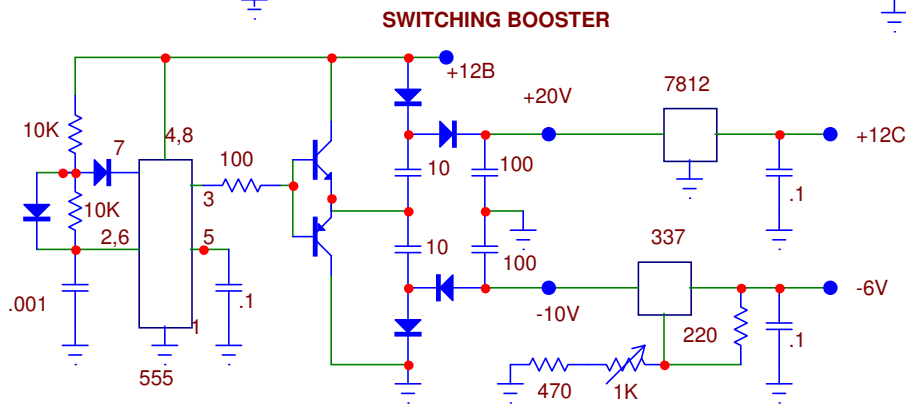 SWITCHING BOOSTER
+12B
7812
+20V
10K
7
4,8
100
+12C
10
100
3
.1
10K
2,6
5
337
10
100
.001
.1
-6V
-10V
220
.1
1
555
470
1K